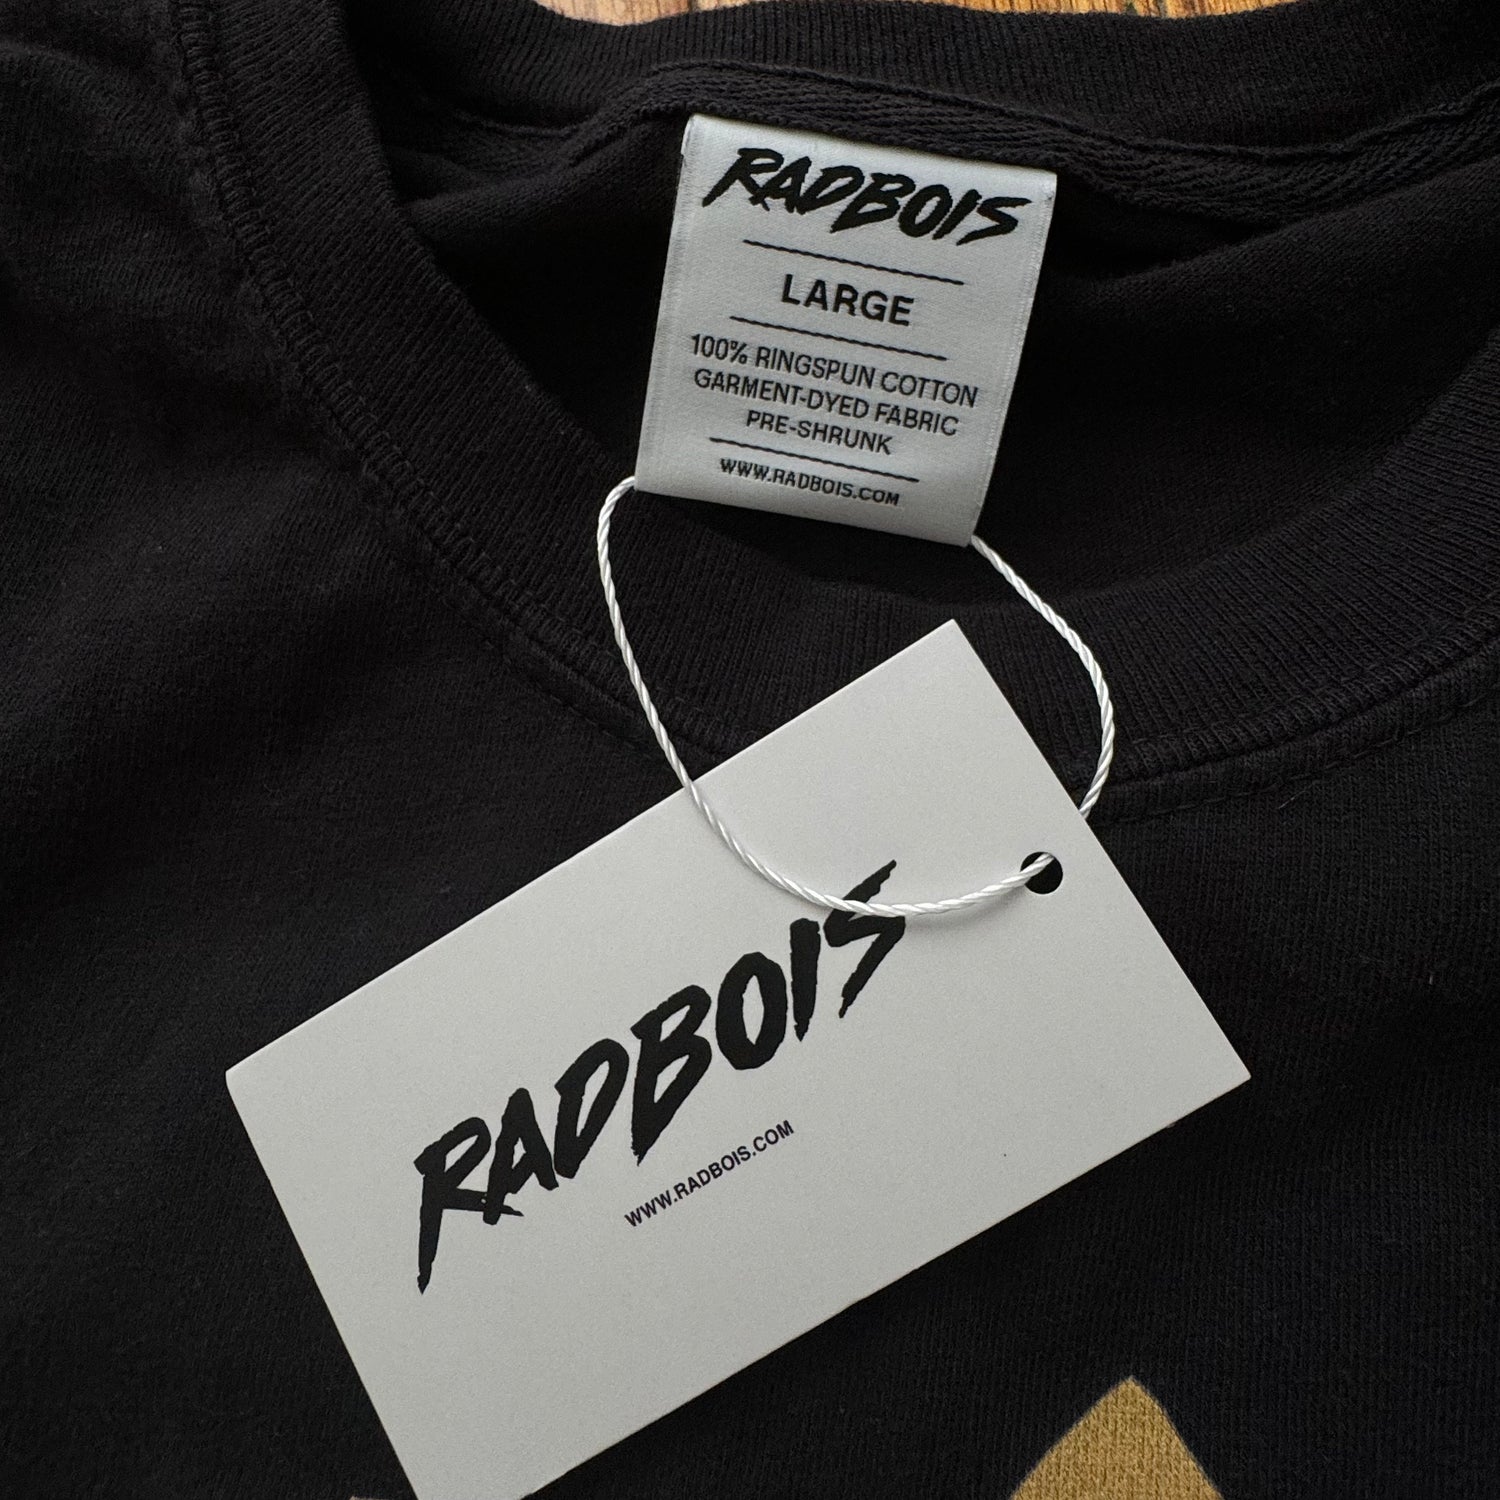 RADBOIS
LARGE
100% RINGSPUN COTTON
GARMENT-DYED FABRIC
PRE-SHRUNK
WWW.RADBOIS.COM
RADBOIS
WWW.RADBOIS.COM